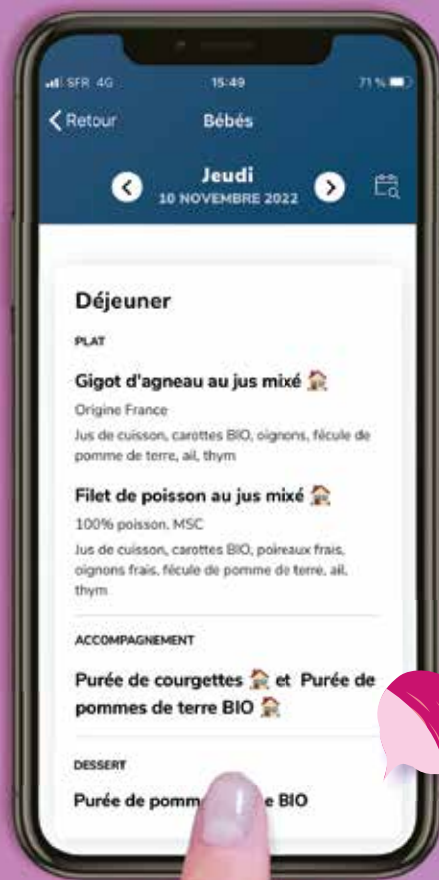 SFR 4G 15:49 71 %
Retour Bébés
Jeudi
10 NOVEMBRE 2022
Déjeuner
PLAT
Gigot d'agneau au jus mixé
Origine France
Jus de cuisson, carottes BIO, oignons, fécule de
pomme de terre, ail, thym
Filet de poisson au jus mixé
100% poisson. MSC
Jus de cuisson, carottes BIO, poireaux frais,
oignons frais, fécule de pomme de terre, ail,
thym
ACCOMPAGNEMENT
Purée de courgettes et Purée de
pommes de terre BIO
DESSERT
Purée de pomm e BIO